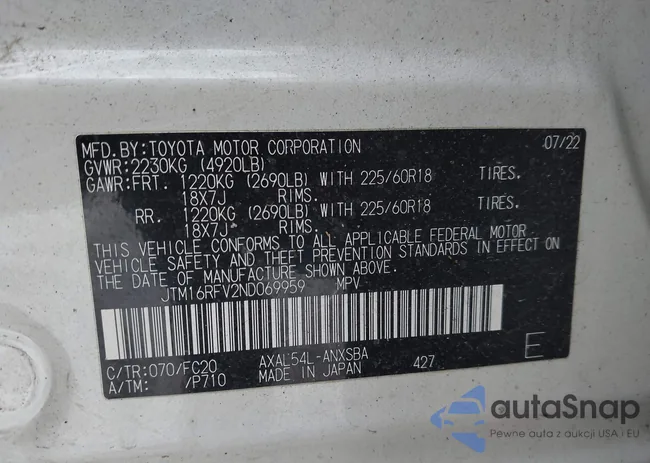 MFD. BY: TOYOTA MOTOR CORPORATION 07/22
GVWR: 2230KG (4920LB)
GAWR: FRT. 1220KG (2690LB) WITH 225/60R18 TIRES.
18X7J RIMS.
RR. 1220KG (2690LB) WITH 225/60R18 TIRES.
18X7J RIMS.
THIS VEHICLE CONFORMS TO ALL APPLICABLE FEDERAL MOTOR
VEHICLE SAFETY AND THEFT PREVENTION STANDARDS IN EFFECT ON
THE DATE OF MANUFACTURE SHOWN ABOVE.
JTM16RFV2ND069959 MPV
C/TR: 070/FC20 AXAL54L-ANXSBA 427 E
A/TM: /P710 MADE IN JAPAN
autaSnap
Pewne auta z aukcji USA i EU